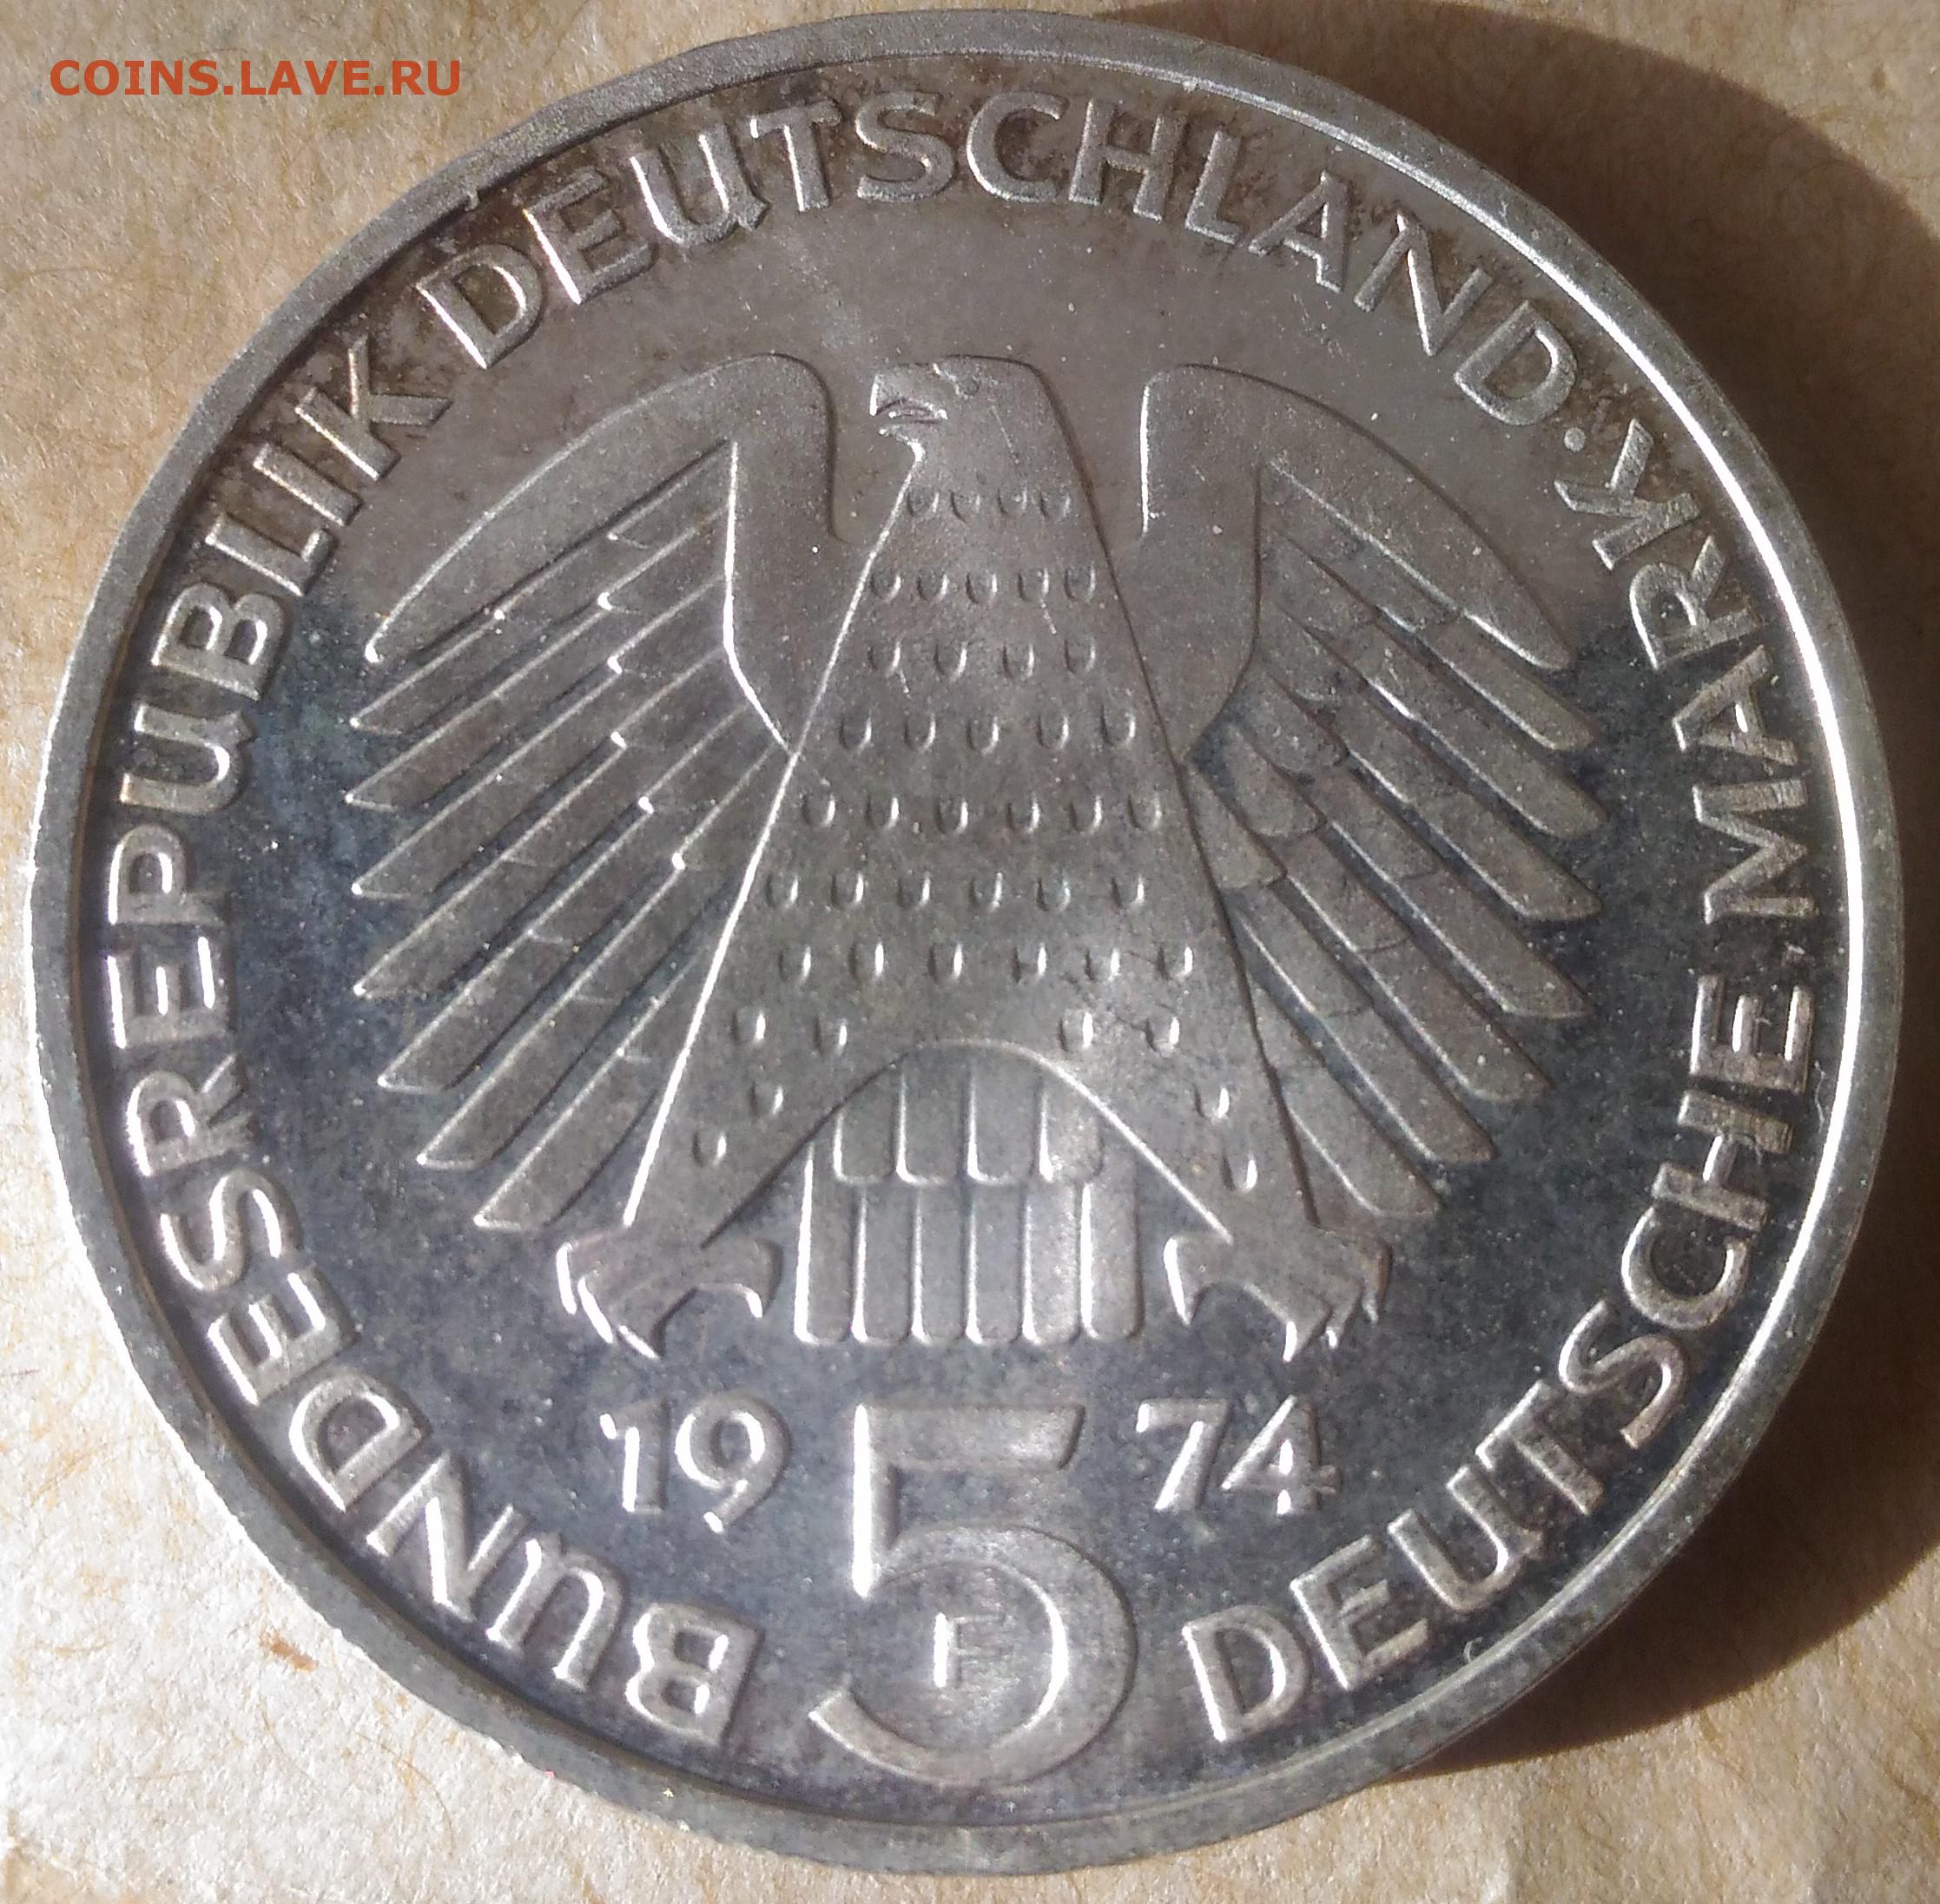 COINS.LAVE.RU
BUNDESREPUBLIK DEUTSCHLAND · DEUTSCHE MARK
19 5 74
F